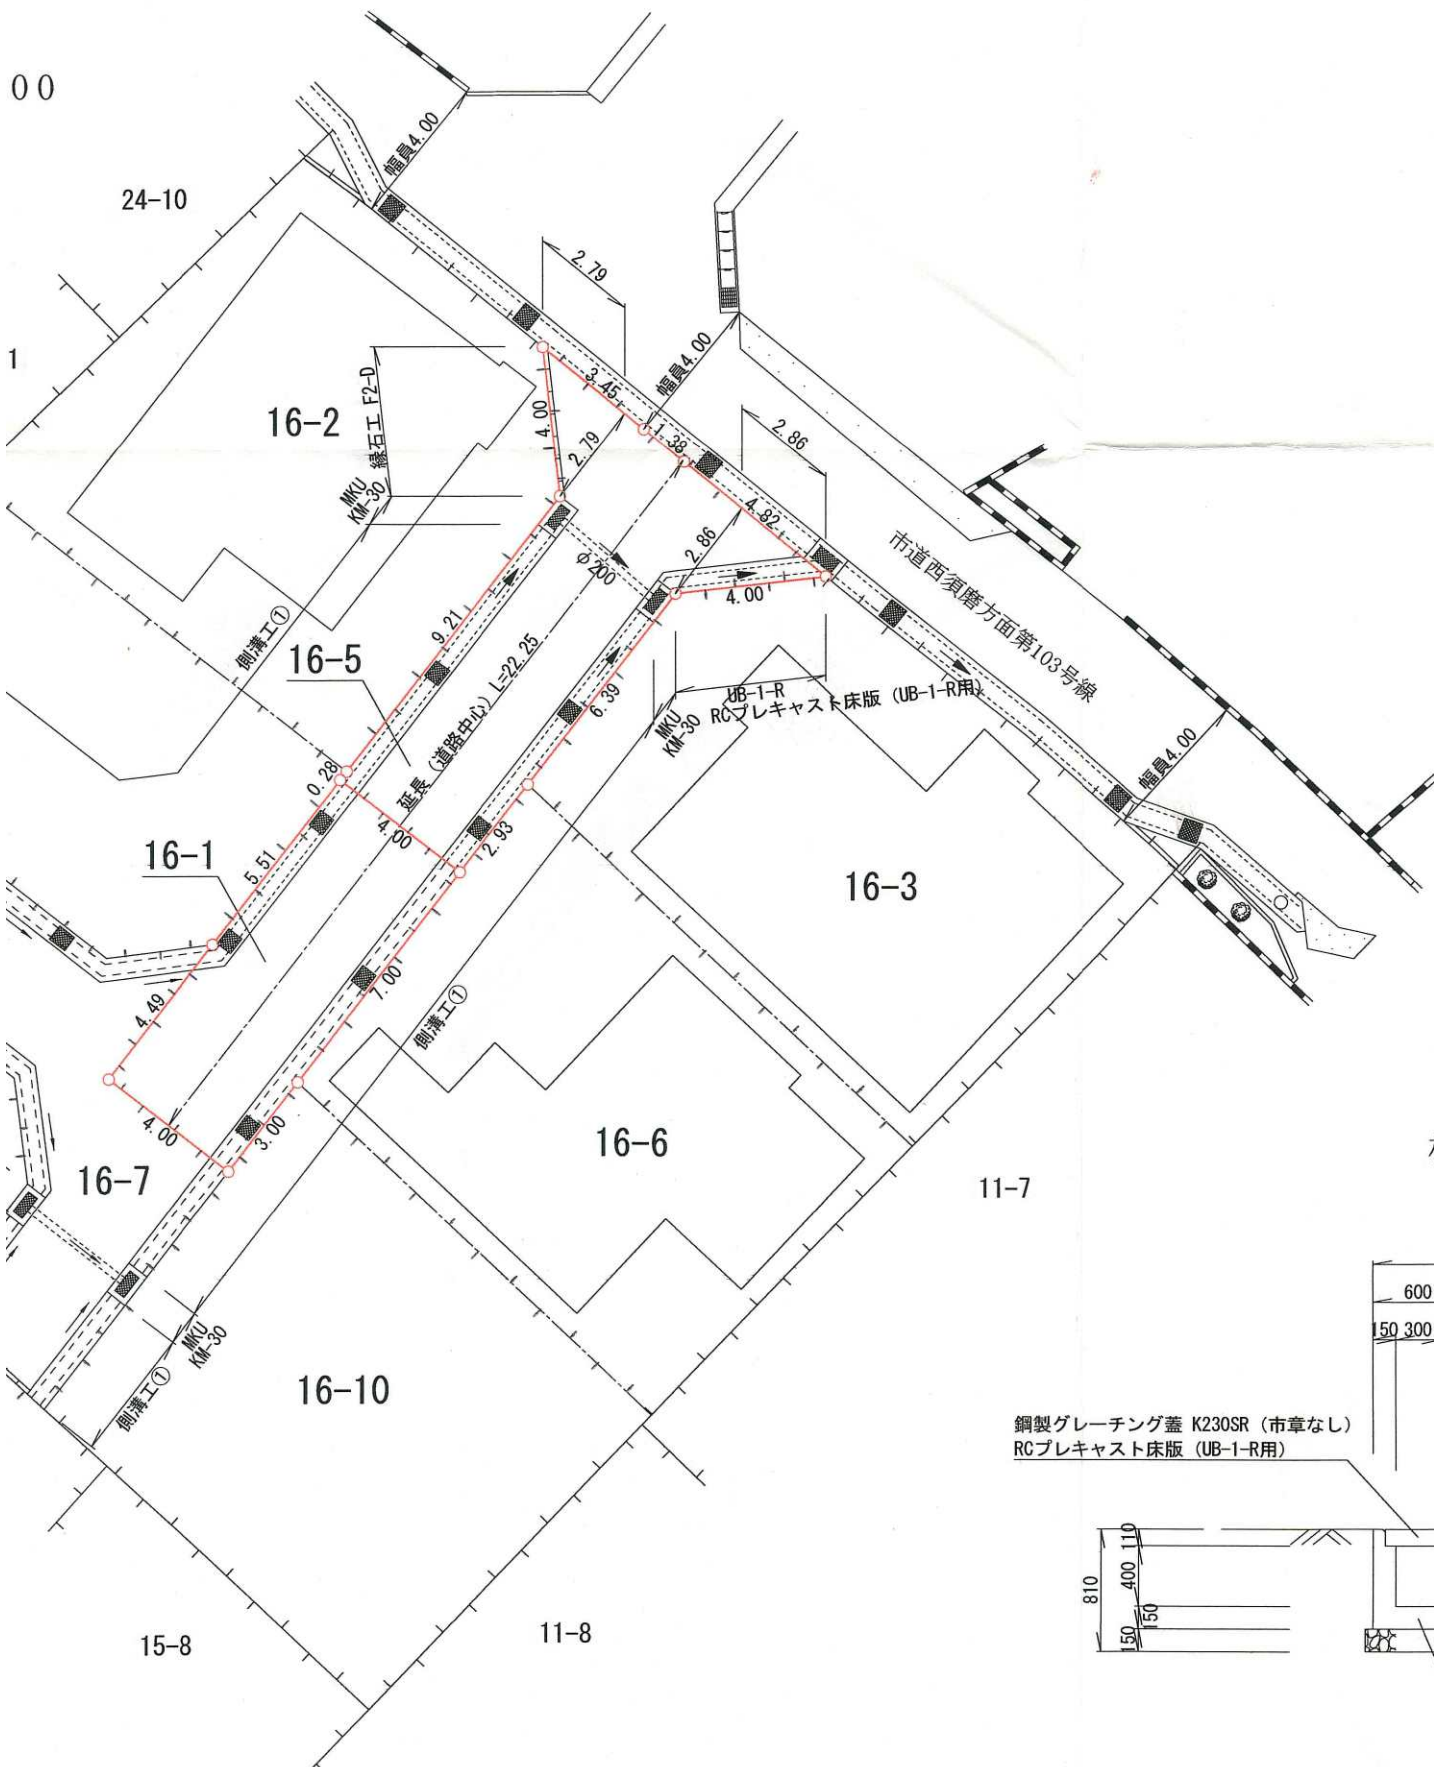 00
24-10
幅員4.00
2.79
1
16-2
縁石工 F2-D
4.00
3.45
幅員4.00
1.38
2.86
2.79
MKU
KM-30
4.82
2.86
φ200
4.00
市道西須磨方面第103号線
側溝工①
16-5
9.21
延長（道路中心）L=22.25
6.39
UB-1-R
RCプレキャスト床版（UB-1-R用）
MKU
KM-30
幅員4.00
0.28
4.00
2.93
16-1
5.51
16-3
4.49
7.00
側溝工①
4.00
3.00
16-7
16-6
11-7
MKU
KM-30
側溝工①
16-10
600
150 300
鋼製グレーチング蓋 K230SR（市章なし）
RCプレキャスト床版（UB-1-R用）
110
400
810
150
150
15-8
11-8